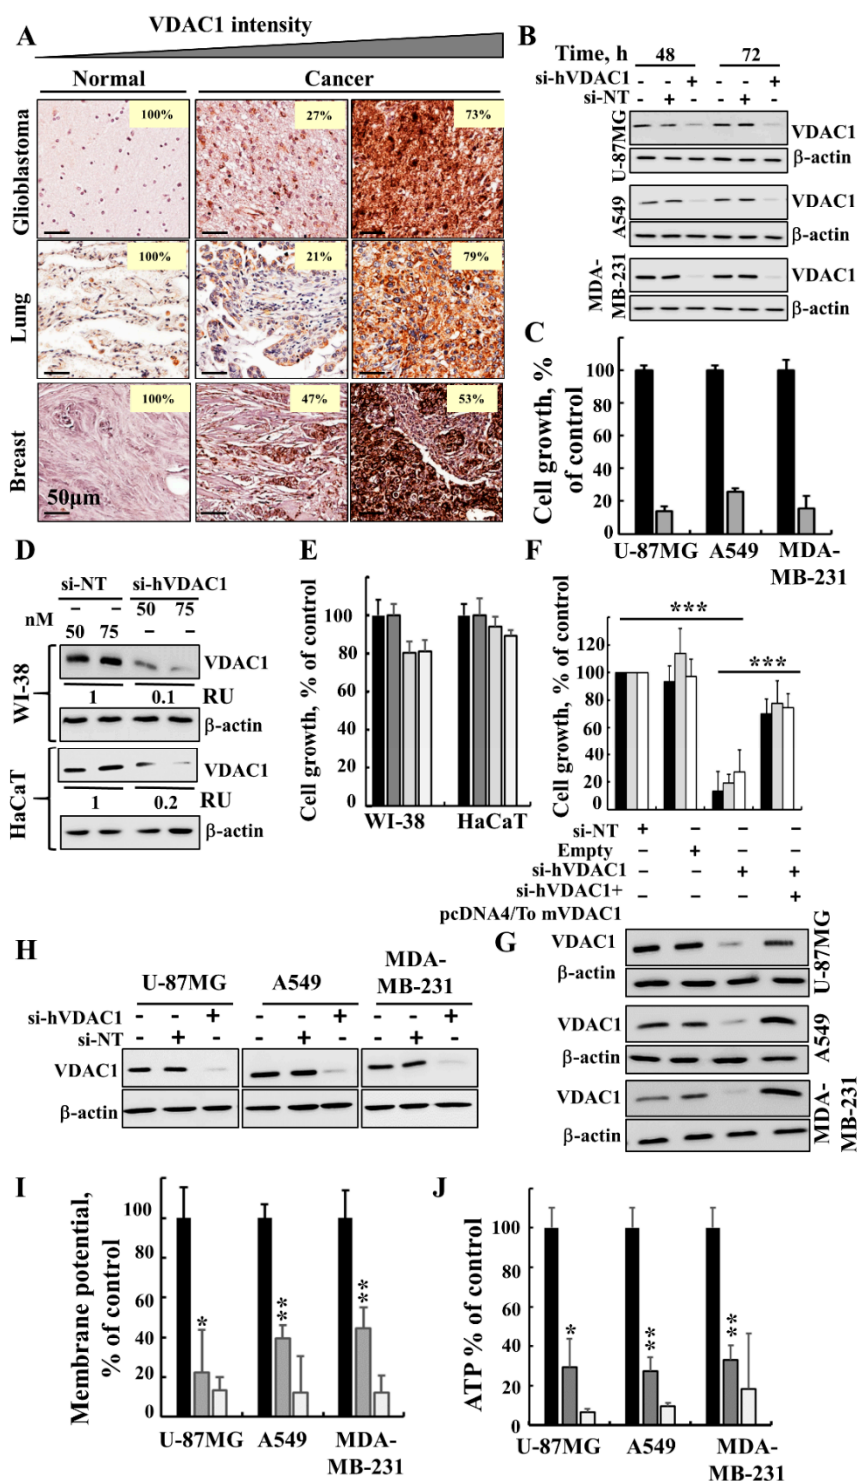 A
VDAC1 intensity
Normal
Cancer
Glioblastoma
100%
27%
73%
Lung
100%
21%
79%
Breast
100%
47%
53%
50μm
B
Time, h
48
72
si-hVDAC1 - - + - - +
si-NT - + - - + -
U-87MG
VDAC1
β-actin
A549
VDAC1
β-actin
MDA-
MB-231
VDAC1
β-actin
C
Cell growth, %
of control
100
80
60
40
20
0
U-87MG
A549
MDA-
MB-231
D
si-NT
si-hVDAC1
– – 50 75
nM
50 75 – –
WI-38
VDAC1
1 0.1 RU
β-actin
HaCaT
VDAC1
1 0.2 RU
β-actin
E
Cell growth, % of control
120
100
80
60
40
20
0
WI-38
HaCaT
F
Cell growth, % of control
***
***
120
100
80
60
40
20
0
si-NT + – – –
Empty – + – –
si-hVDAC1 – – + +
si-hVDAC1+ – – – +
pcDNA4/To mVDAC1
G
VDAC1
β-actin
U-87MG
VDAC1
β-actin
A549
VDAC1
β-actin
MDA-
MB-231
H
U-87MG
A549
MDA-
MB-231
si-hVDAC1 - - + - - + - - +
si-NT - + - - + - - + -
VDAC1
β-actin
I
Membrane potential,
% of control
100
80
60
40
20
0
*
**
**
U-87MG
A549
MDA-
MB-231
J
ATP % of control
100
80
60
40
20
0
*
**
**
U-87MG
A549
MDA-
MB-231